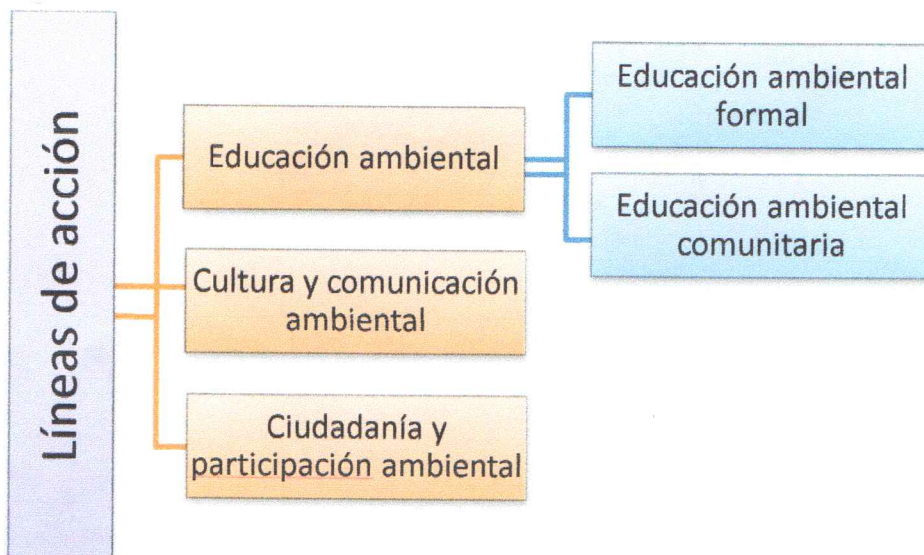 Líneas de acción
Educación ambiental
Cultura y comunicación
ambiental
Ciudadanía y
participación ambiental
Educación ambiental
formal
Educación ambiental
comunitaria